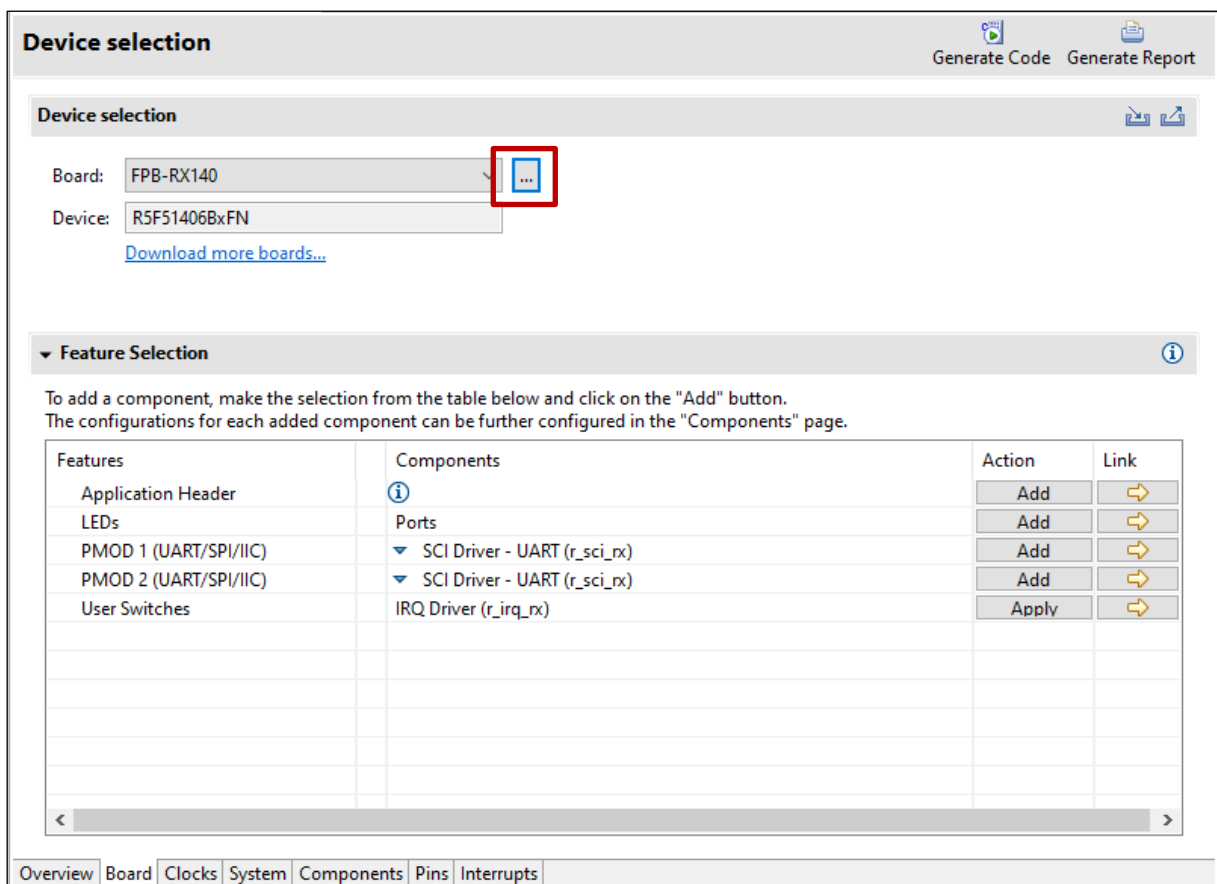 Device selection
Generate Code Generate Report
Device selection
Board: FPB-RX140 ...
Device: R5F51406BxFN
Download more boards...
Feature Selection
To add a component, make the selection from the table below and click on the "Add" button.
The configurations for each added component can be further configured in the "Components" page.
Features Components Action Link
Application Header Add
LEDs Ports Add
PMOD 1 (UART/SPI/IIC) SCI Driver - UART (r_sci_rx) Add
PMOD 2 (UART/SPI/IIC) SCI Driver - UART (r_sci_rx) Add
User Switches IRQ Driver (r_irq_rx) Apply
Overview Board Clocks System Components Pins Interrupts